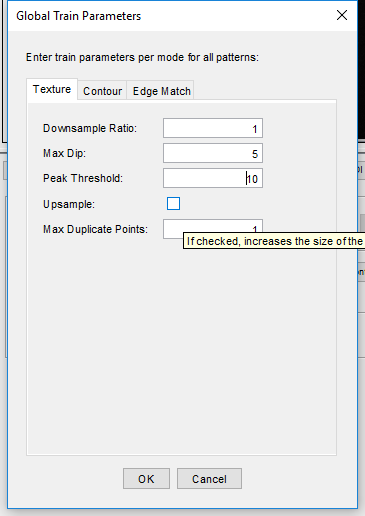 Global Train Parameters
Enter train parameters per mode for all patterns:
Texture Contour Edge Match
Downsample Ratio: 1
Max Dip: 5
Peak Threshold: 10
Upsample:
Max Duplicate Points: 1
If checked, increases the size of the
OK Cancel